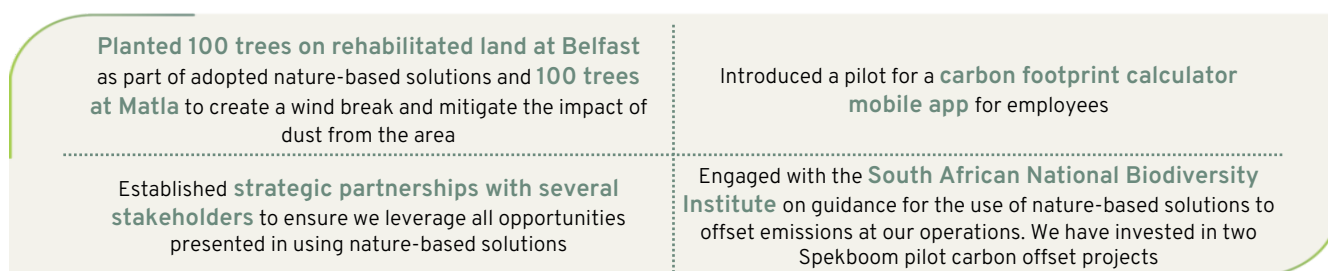 Planted 100 trees on rehabilitated land at Belfast
as part of adopted nature-based solutions and 100 trees
at Matla to create a wind break and mitigate the impact of
dust from the area
Introduced a pilot for a carbon footprint calculator
mobile app for employees
Established strategic partnerships with several
stakeholders to ensure we leverage all opportunities
presented in using nature-based solutions
Engaged with the South African National Biodiversity
Institute on guidance for the use of nature-based solutions to
offset emissions at our operations. We have invested in two
Spekboom pilot carbon offset projects